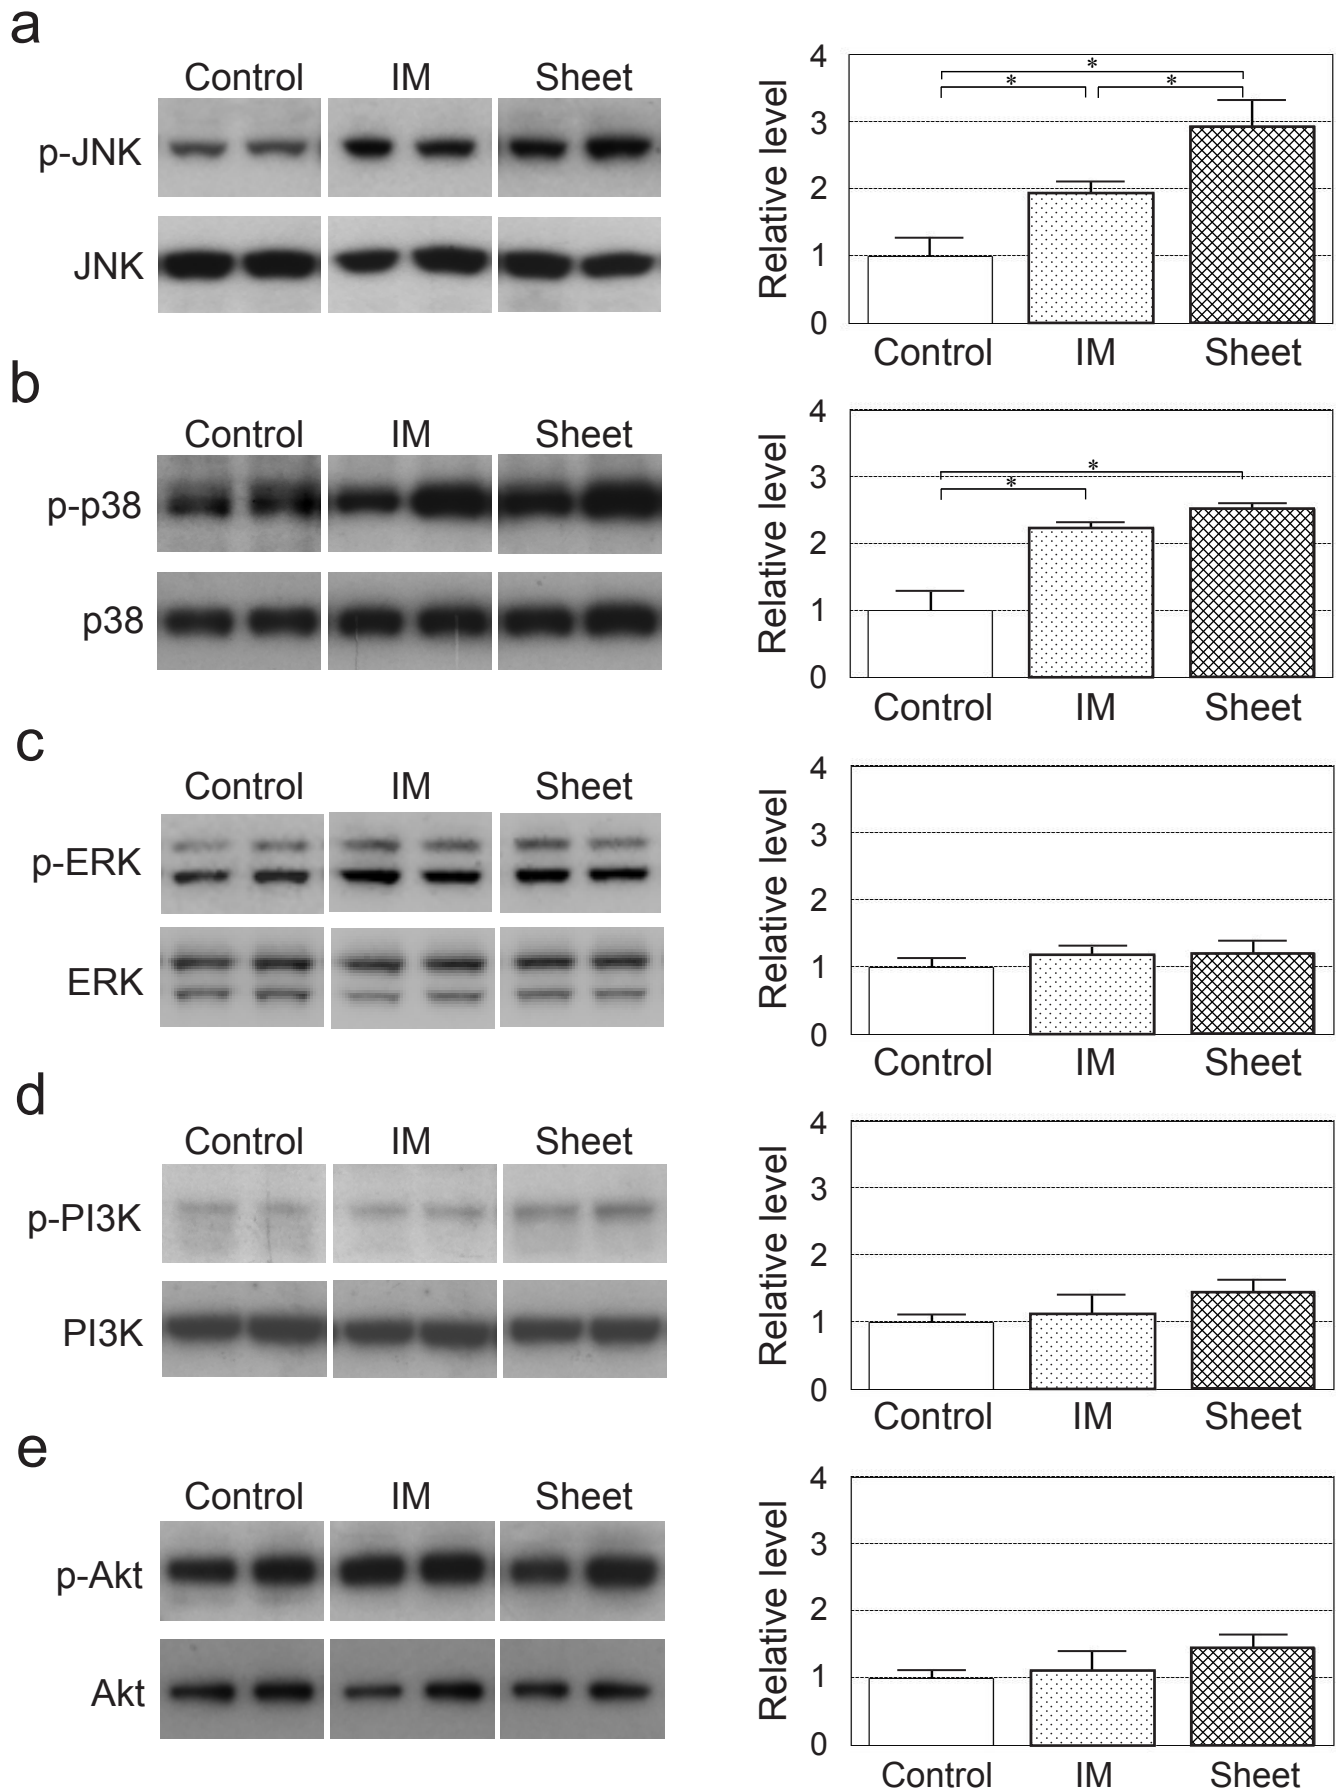 a
Control IM Sheet
p-JNK
JNK
Relative level
4
3
2
1
0
* * *
Control IM Sheet
b
Control IM Sheet
p-p38
p38
Relative level
4
3
2
1
0
* *
Control IM Sheet
c
Control IM Sheet
p-ERK
ERK
Relative level
4
3
2
1
0
Control IM Sheet
d
Control IM Sheet
p-PI3K
PI3K
Relative level
4
3
2
1
0
Control IM Sheet
e
Control IM Sheet
p-Akt
Akt
Relative level
4
3
2
1
0
Control IM Sheet